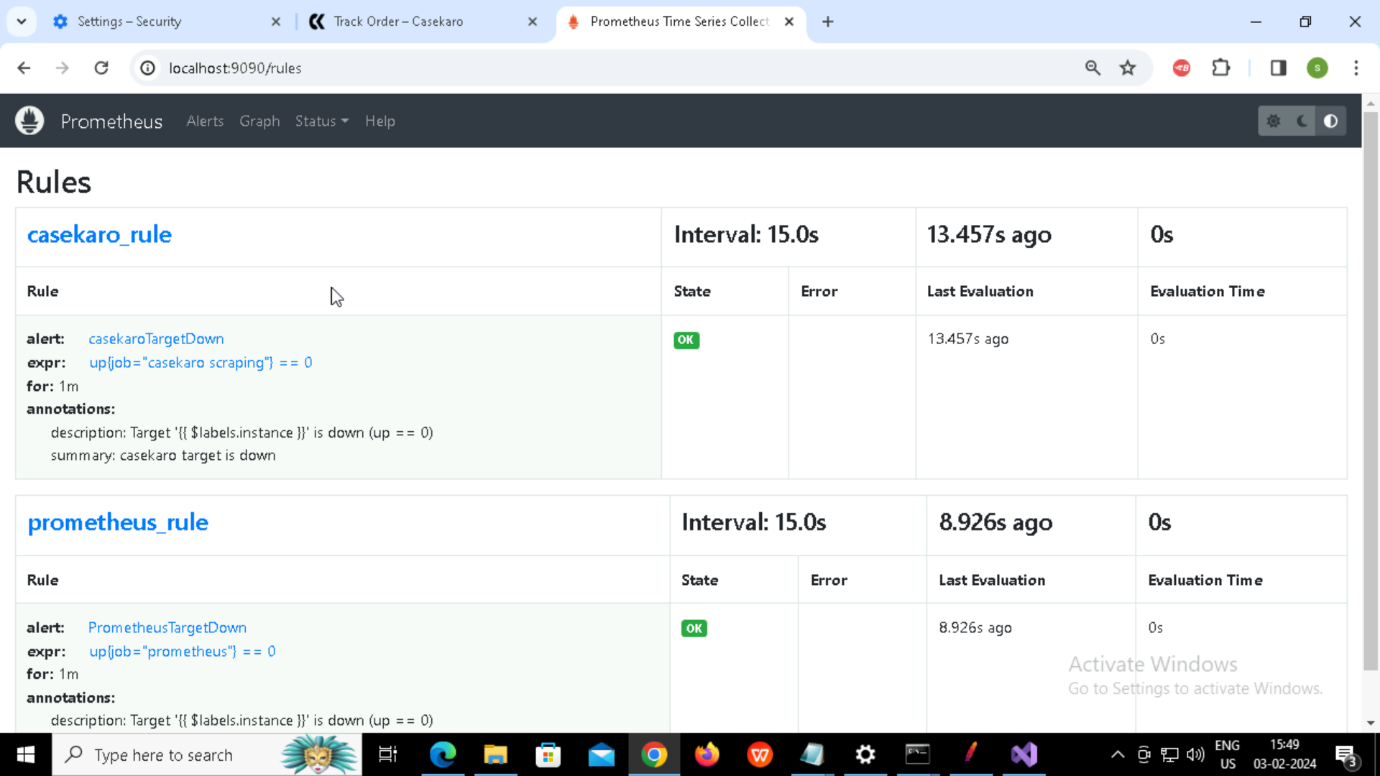 Settings – Security
Track Order – Casekaro
Prometheus Time Series Collect
localhost:9090/rules
S
Prometheus Alerts Graph Status Help
Rules
casekaro_rule Interval: 15.0s 13.457s ago 0s
Rule State Error Last Evaluation Evaluation Time
alert: casekaroTargetDown OK 13.457s ago 0s
expr: up{job="casekaro scraping"} == 0
for: 1m
annotations:
description: Target '{{ $labels.instance }}' is down (up == 0)
summary: casekaro target is down
prometheus_rule Interval: 15.0s 8.926s ago 0s
Rule State Error Last Evaluation Evaluation Time
alert: PrometheusTargetDown OK 8.926s ago 0s
expr: up{job="prometheus"} == 0
for: 1m
annotations:
description: Target '{{ $labels.instance }}' is down (up == 0)
Activate Windows
Go to Settings to activate Windows.
Type here to search
ENG
US
15:49
03-02-2024
3